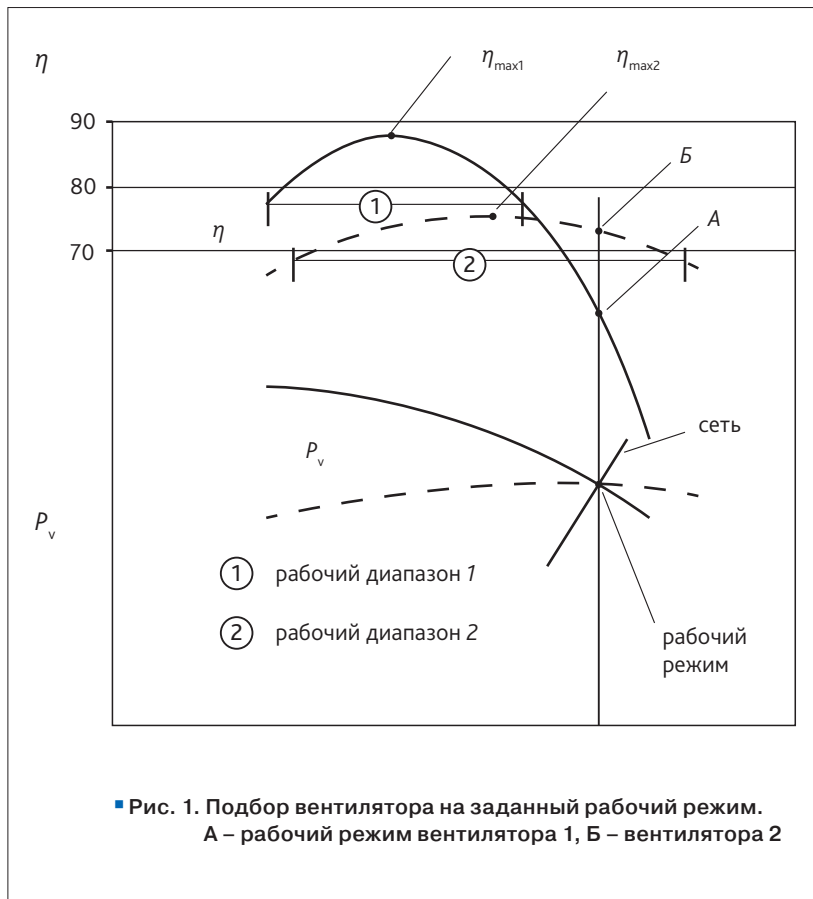 η
η max1
η max2
90
Б
80
А
1
η
70
2
сеть
P v
P v
1 рабочий диапазон 1
2 рабочий диапазон 2
рабочий
режим
Рис. 1. Подбор вентилятора на заданный рабочий режим.
А – рабочий режим вентилятора 1, Б – вентилятора 2